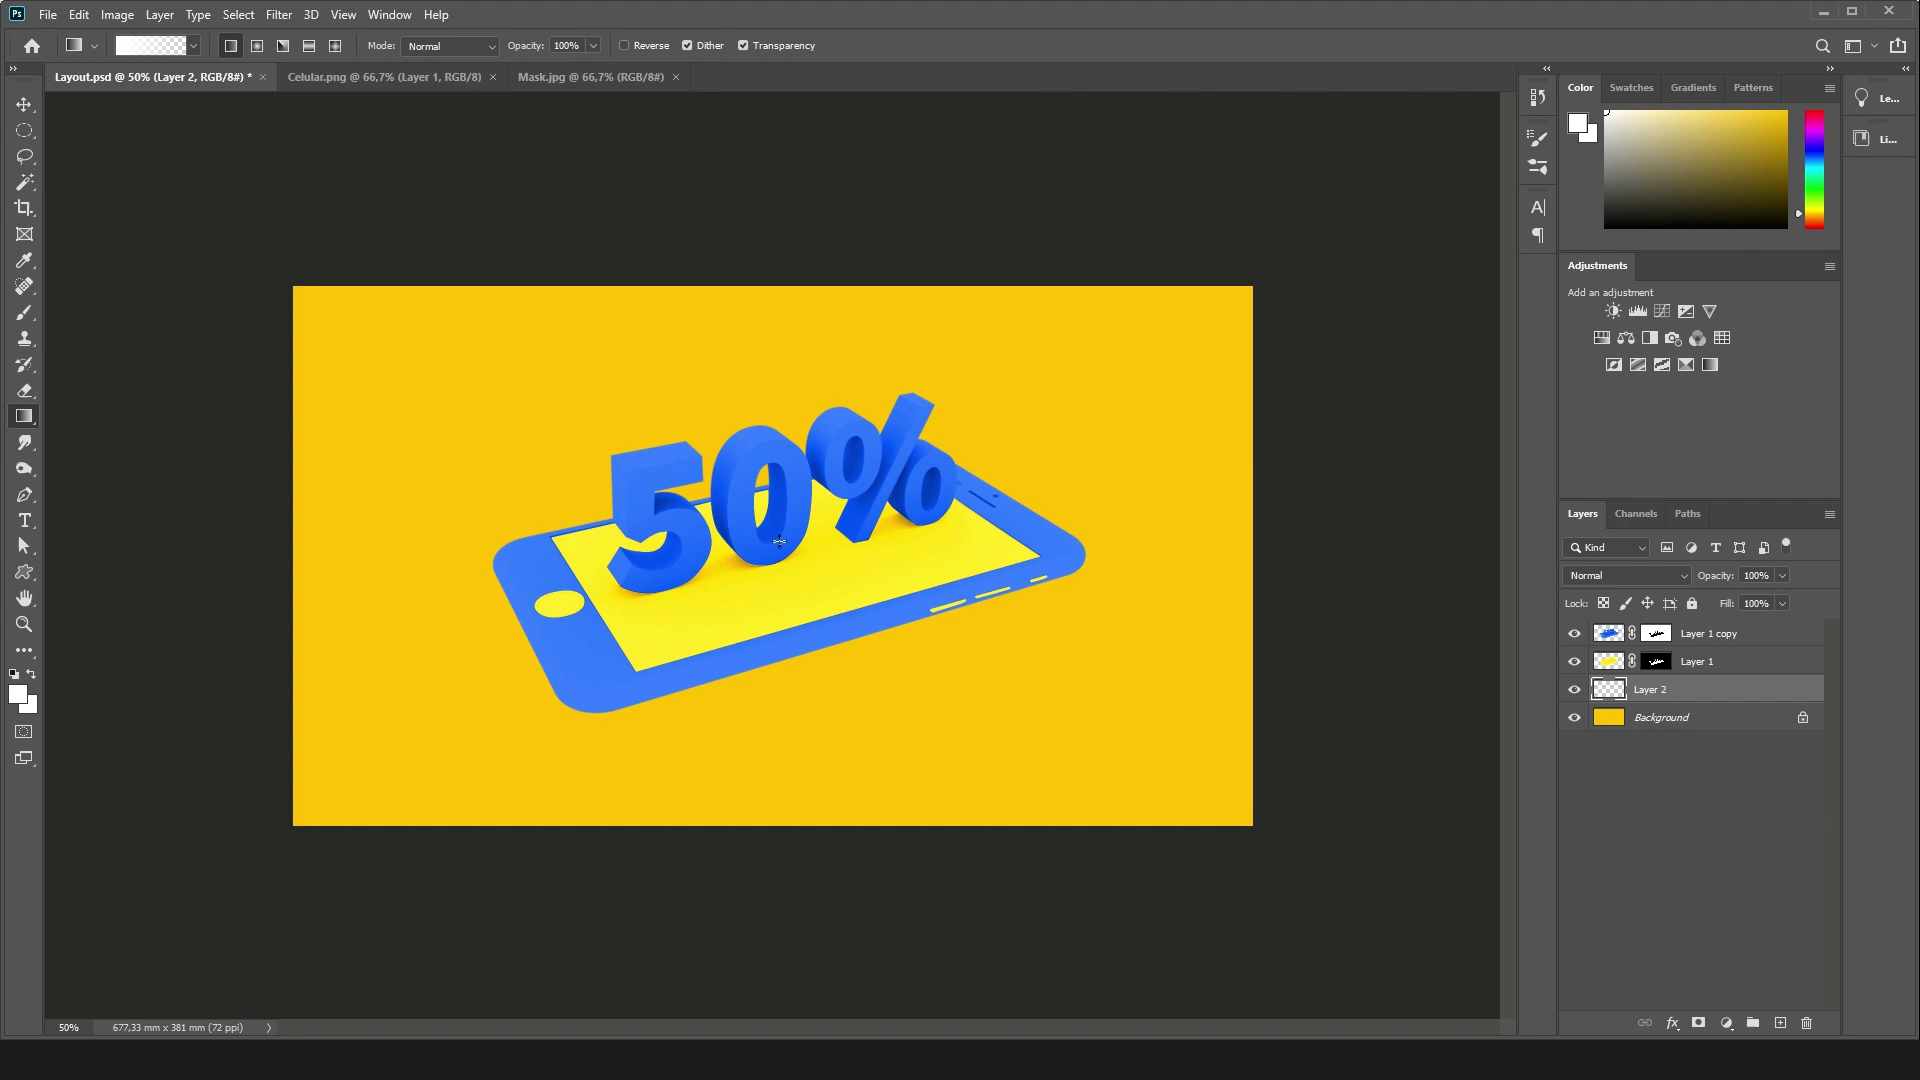 Ps File Edit Image Layer Type Select Filter 3D View Window Help
Mode: Normal Opacity: 100% Reverse Dither Transparency
Layout.psd @ 50% (Layer 2, RGB/8#) * Celular.png @ 66,7% (Layer 1, RGB/8) Mask.jpg @ 66,7% (RGB/8#)
Color Swatches Gradients Patterns
Le...
Li...
Adjustments
Add an adjustment
50%
Layers Channels Paths
Kind
Normal Opacity: 100%
Lock: Fill: 100%
Layer 1 copy
Layer 1
Layer 2
Background
50% 677,33 mm x 381 mm (72 ppi)